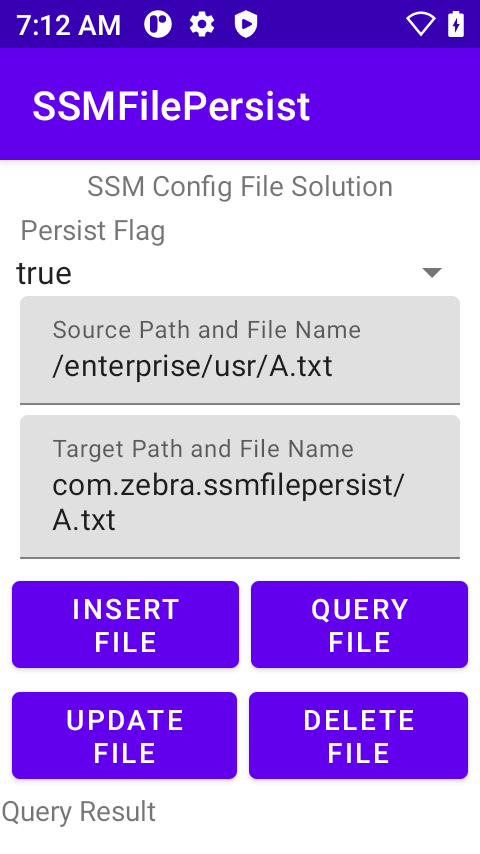 7:12 AM
SSMFilePersist
SSM Config File Solution
Persist Flag
true
Source Path and File Name
/enterprise/usr/A.txt
Target Path and File Name
com.zebra.ssmfilepersist/
A.txt
INSERT
FILE
QUERY
FILE
UPDATE
FILE
DELETE
FILE
Query Result